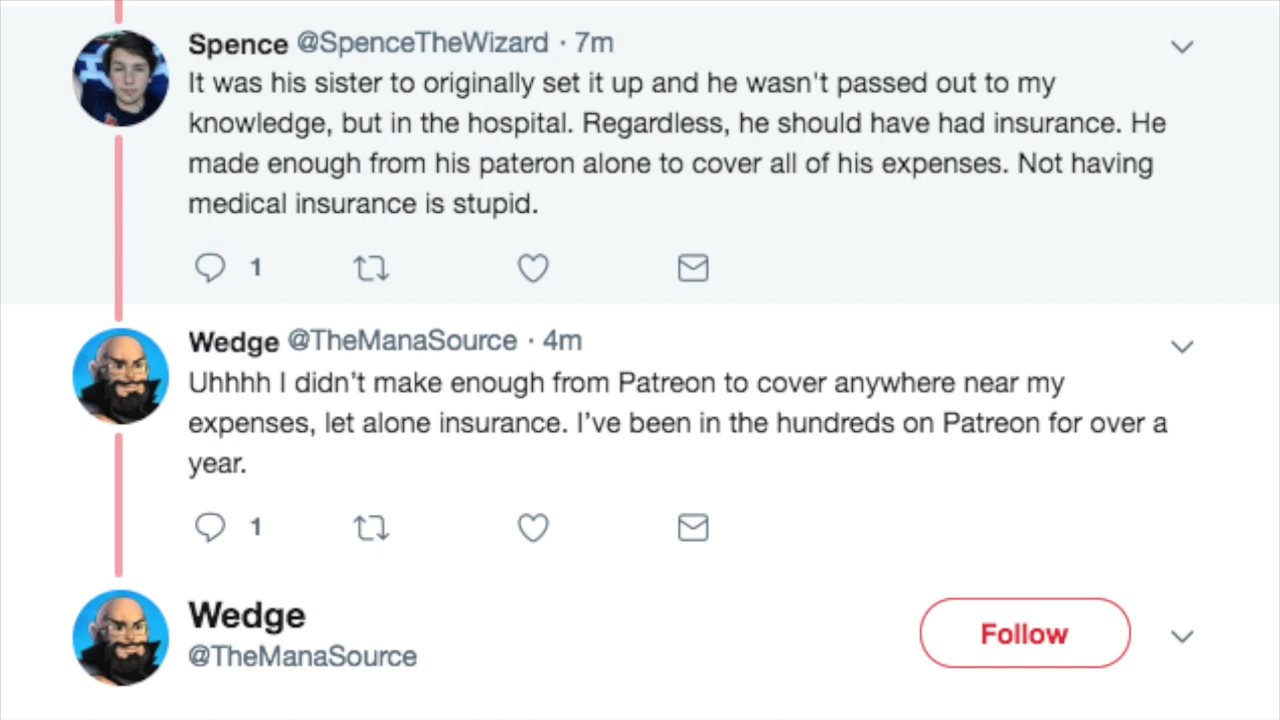 Spence @SpenceTheWizard · 7m
It was his sister to originally set it up and he wasn't passed out to my
knowledge, but in the hospital. Regardless, he should have had insurance. He
made enough from his pateron alone to cover all of his expenses. Not having
medical insurance is stupid.
1
Wedge @TheManaSource · 4m
Uhhhh I didn’t make enough from Patreon to cover anywhere near my
expenses, let alone insurance. I’ve been in the hundreds on Patreon for over a
year.
1
Wedge
@TheManaSource
Follow